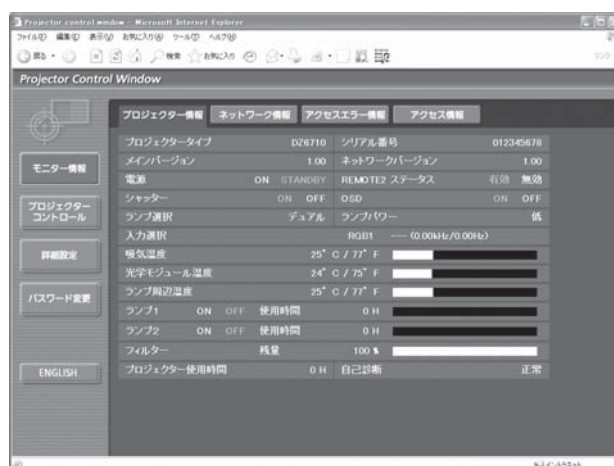 Projector control window - Microsoft Internet Explorer
ファイル(F) 編集(E) 表示(V) お気に入り(A) ツール(T) ヘルプ(H)
戻る 検索 お気に入り
Projector Control Window
プロジェクター情報 ネットワーク情報 アクセスエラー情報 アクセス情報
モニター情報
プロジェクター
コントロール
詳細設定
パスワード変更
ENGLISH
プロジェクタータイプ DZ6710 シリアル番号 012345678
メインバージョン 1.00 ネットワークバージョン 1.00
電源 ON STANDBY REMOTE2 ステータス 有効 無効
シャッター ON OFF OSD ON OFF
ランプ選択 デュアル ランプパワー 低
入力選択 RGB1 ---- (0.00kHz/0.00Hz)
吸気温度 25° C / 77° F
光学モジュール温度 24° C / 75° F
ランプ周辺温度 25° C / 77° F
ランプ1 ON OFF 使用時間 0 H
ランプ2 ON OFF 使用時間 0 H
フィルター 残量 100 %
プロジェクター使用時間 0 H 自己診断 正常